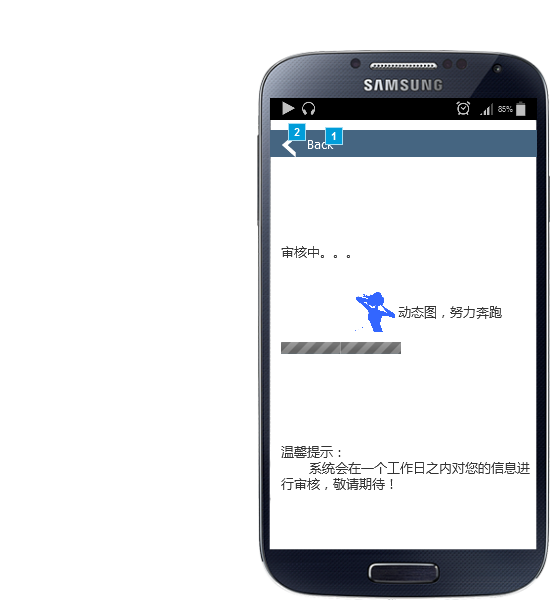 SAMSUNG
85%
2
1
Back
审核中。。。
动态图，努力奔跑
温馨提示：
系统会在一个工作日之内对您的信息进
行审核，敬请期待！